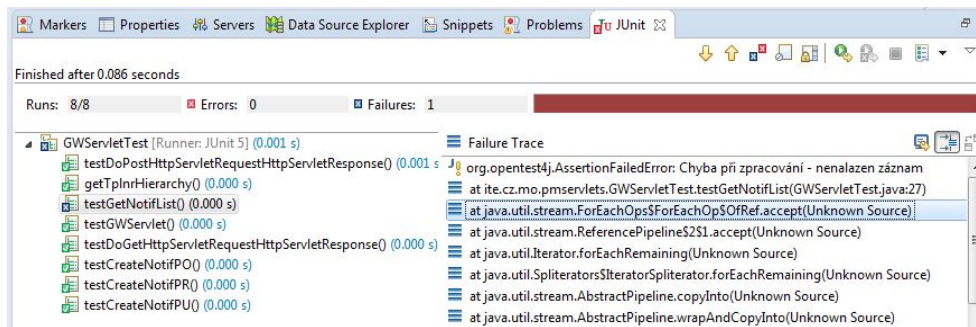 Markers Properties Servers Data Source Explorer Snippets Problems JUnit
Finished after 0.086 seconds
Runs: 8/8 Errors: 0 Failures: 1
GWServletTest [Runner: JUnit 5] (0.001 s)
testDoPostHttpServletRequestHttpServletResponse() (0.001 s
getTplnrHierarchy() (0.000 s)
testGetNotifList() (0.000 s)
testGWServlet() (0.000 s)
testDoGetHttpServletRequestHttpServletResponse() (0.000 s)
testCreateNotifPO() (0.000 s)
testCreateNotifPR() (0.000 s)
testCreateNotifPU() (0.000 s)
Failure Trace
org.opentest4j.AssertionFailedError: Chyba při zpracování - nenalazen záznam
at ite.cz.mo.pmservlets.GWServletTest.testGetNotifList(GWServletTest.java:27)
at java.util.stream.ForEachOps$ForEachOp$OfRef.accept(Unknown Source)
at java.util.stream.ReferencePipeline$2$1.accept(Unknown Source)
at java.util.Iterator.forEachRemaining(Unknown Source)
at java.util.Spliterators$IteratorSpliterator.forEachRemaining(Unknown Source)
at java.util.stream.AbstractPipeline.copyInto(Unknown Source)
at java.util.stream.AbstractPipeline.wrapAndCopyInto(Unknown Source)